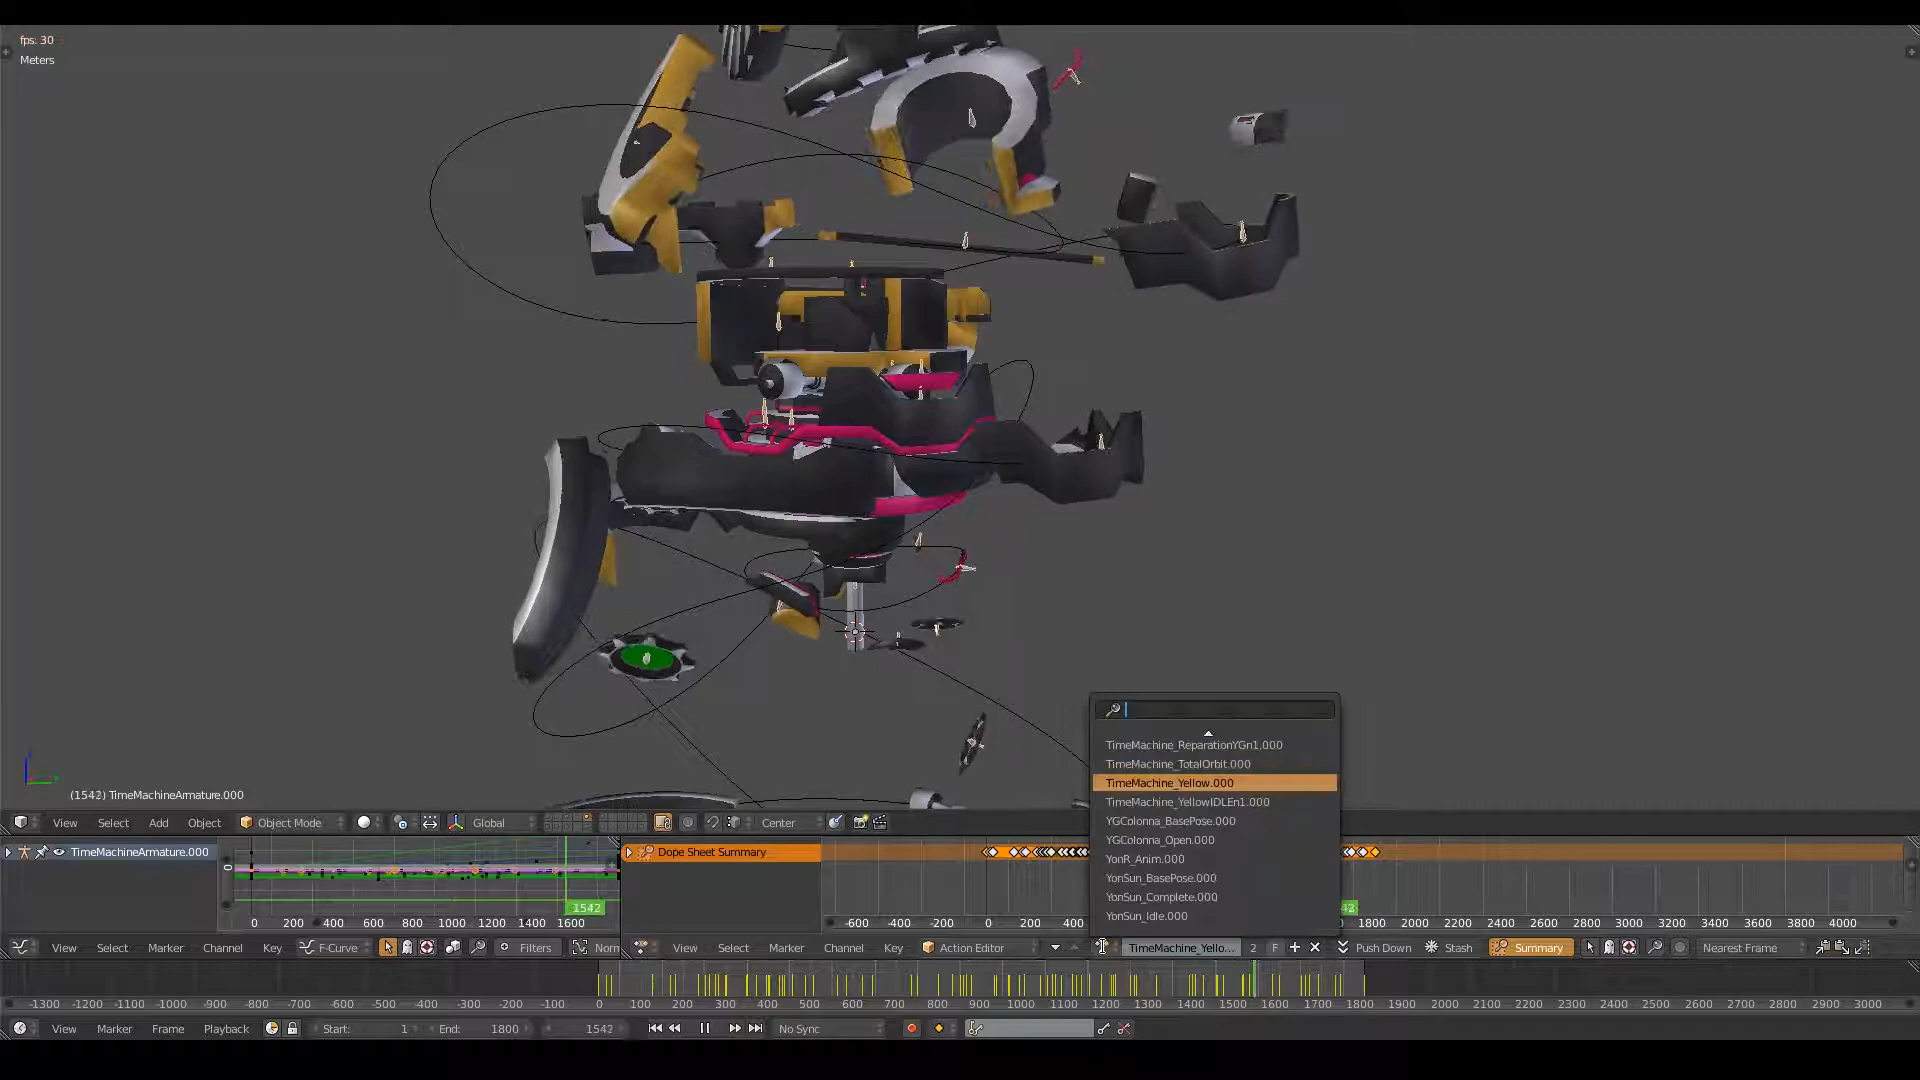 fps: 30
Meters
(1542) TimeMachineArmature.000
TimeMachine_ReparationYGn1.000
TimeMachine_TotalOrbit.000
TimeMachine_Yellow.000
TimeMachine_YellowIDLEn1.000
YGColonna_BasePose.000
YGColonna_Open.000
YonR_Anim.000
YonSun_BasePose.000
YonSun_Complete.000
YonSun_Idle.000
View Select Add Object Object Mode Global Center
TimeMachineArmature.000
Dope Sheet Summary
1542
42
0 200 400 600 800 1000 1200 1400 1600
-600 -400 -200 0 200 400 1800 2000 2200 2400 2600 2800 3000 3200 3400 3600 3800 4000
View Select Marker Channel Key F-Curve Filters Norm
View Select Marker Channel Key Action Editor TimeMachine_Yello... 2 F Push Down Stash Summary Nearest Frame
-1300 -1200 -1100 -1000 -900 -800 -700 -600 -500 -400 -300 -200 -100 0 100 200 300 400 500 600 700 800 900 1000 1100 1200 1300 1400 1500 1600 1700 1800 1900 2000 2100 2200 2300 2400 2500 2600 2700 2800 2900 3000
View Marker Frame Playback Start: 1 End: 1800 1542 No Sync